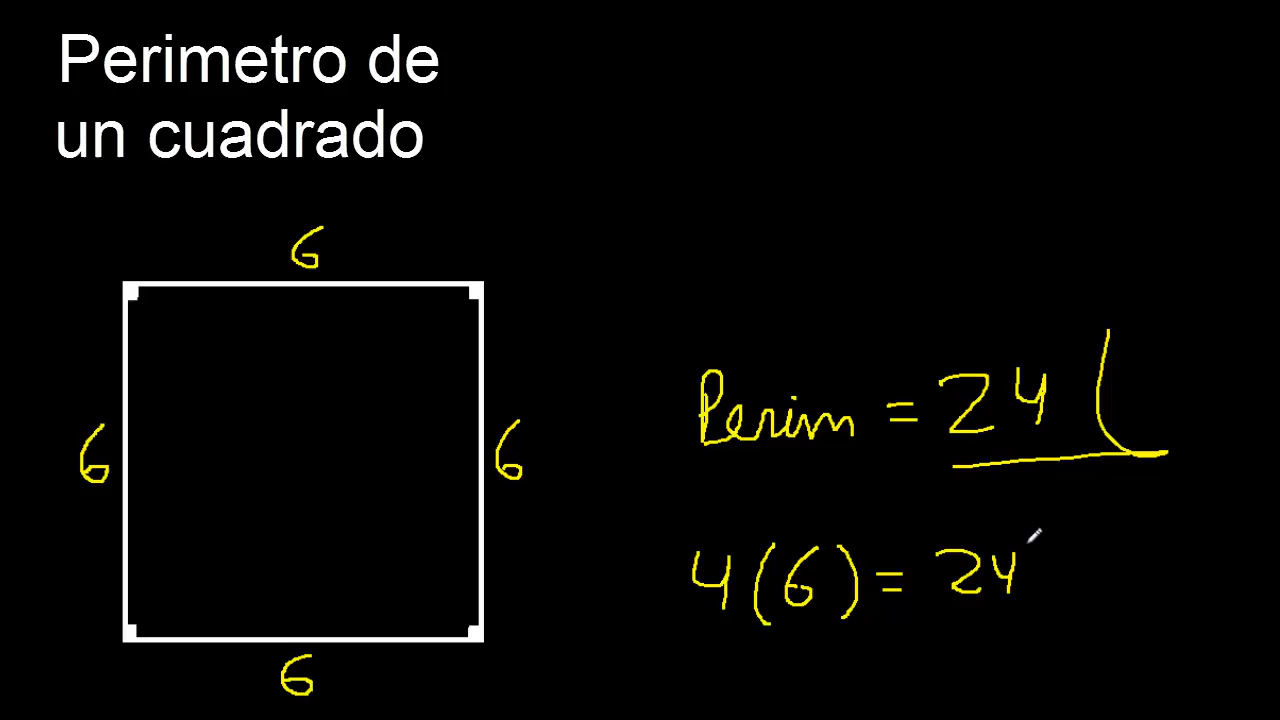 Perimetro de
un cuadrado
6
6
6
6
Perim = 24
4(6) = 24